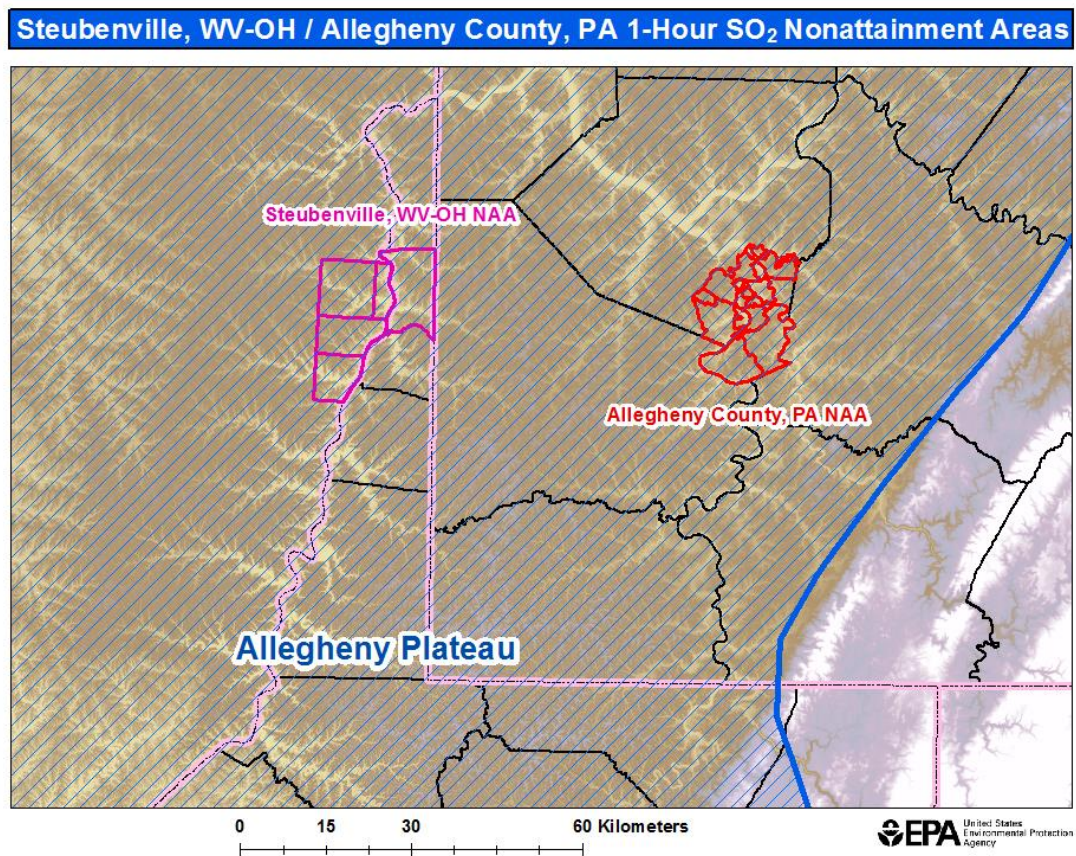 Steubenville, WV-OH / Allegheny County, PA 1-Hour SO₂ Nonattainment Areas
Steubenville, WV-OH NAA
Allegheny County, PA NAA
Allegheny Plateau
0 15 30 60 Kilometers
EPA
United States
Environmental Protection
Agency